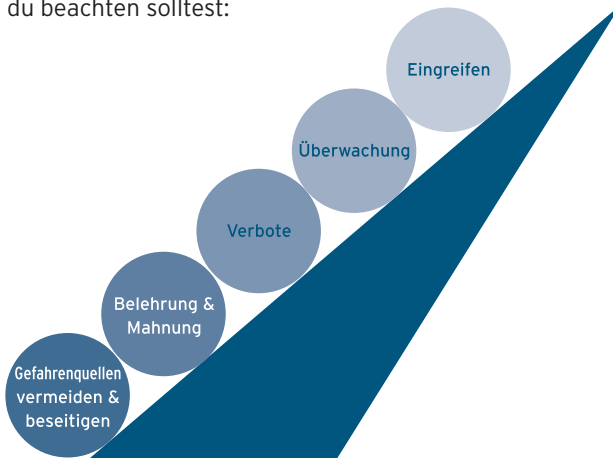 du beachten solltest:
Eingreifen
Überwachung
Verbote
Belehrung &
Mahnung
Gefahrenquellen
vermeiden &
beseitigen